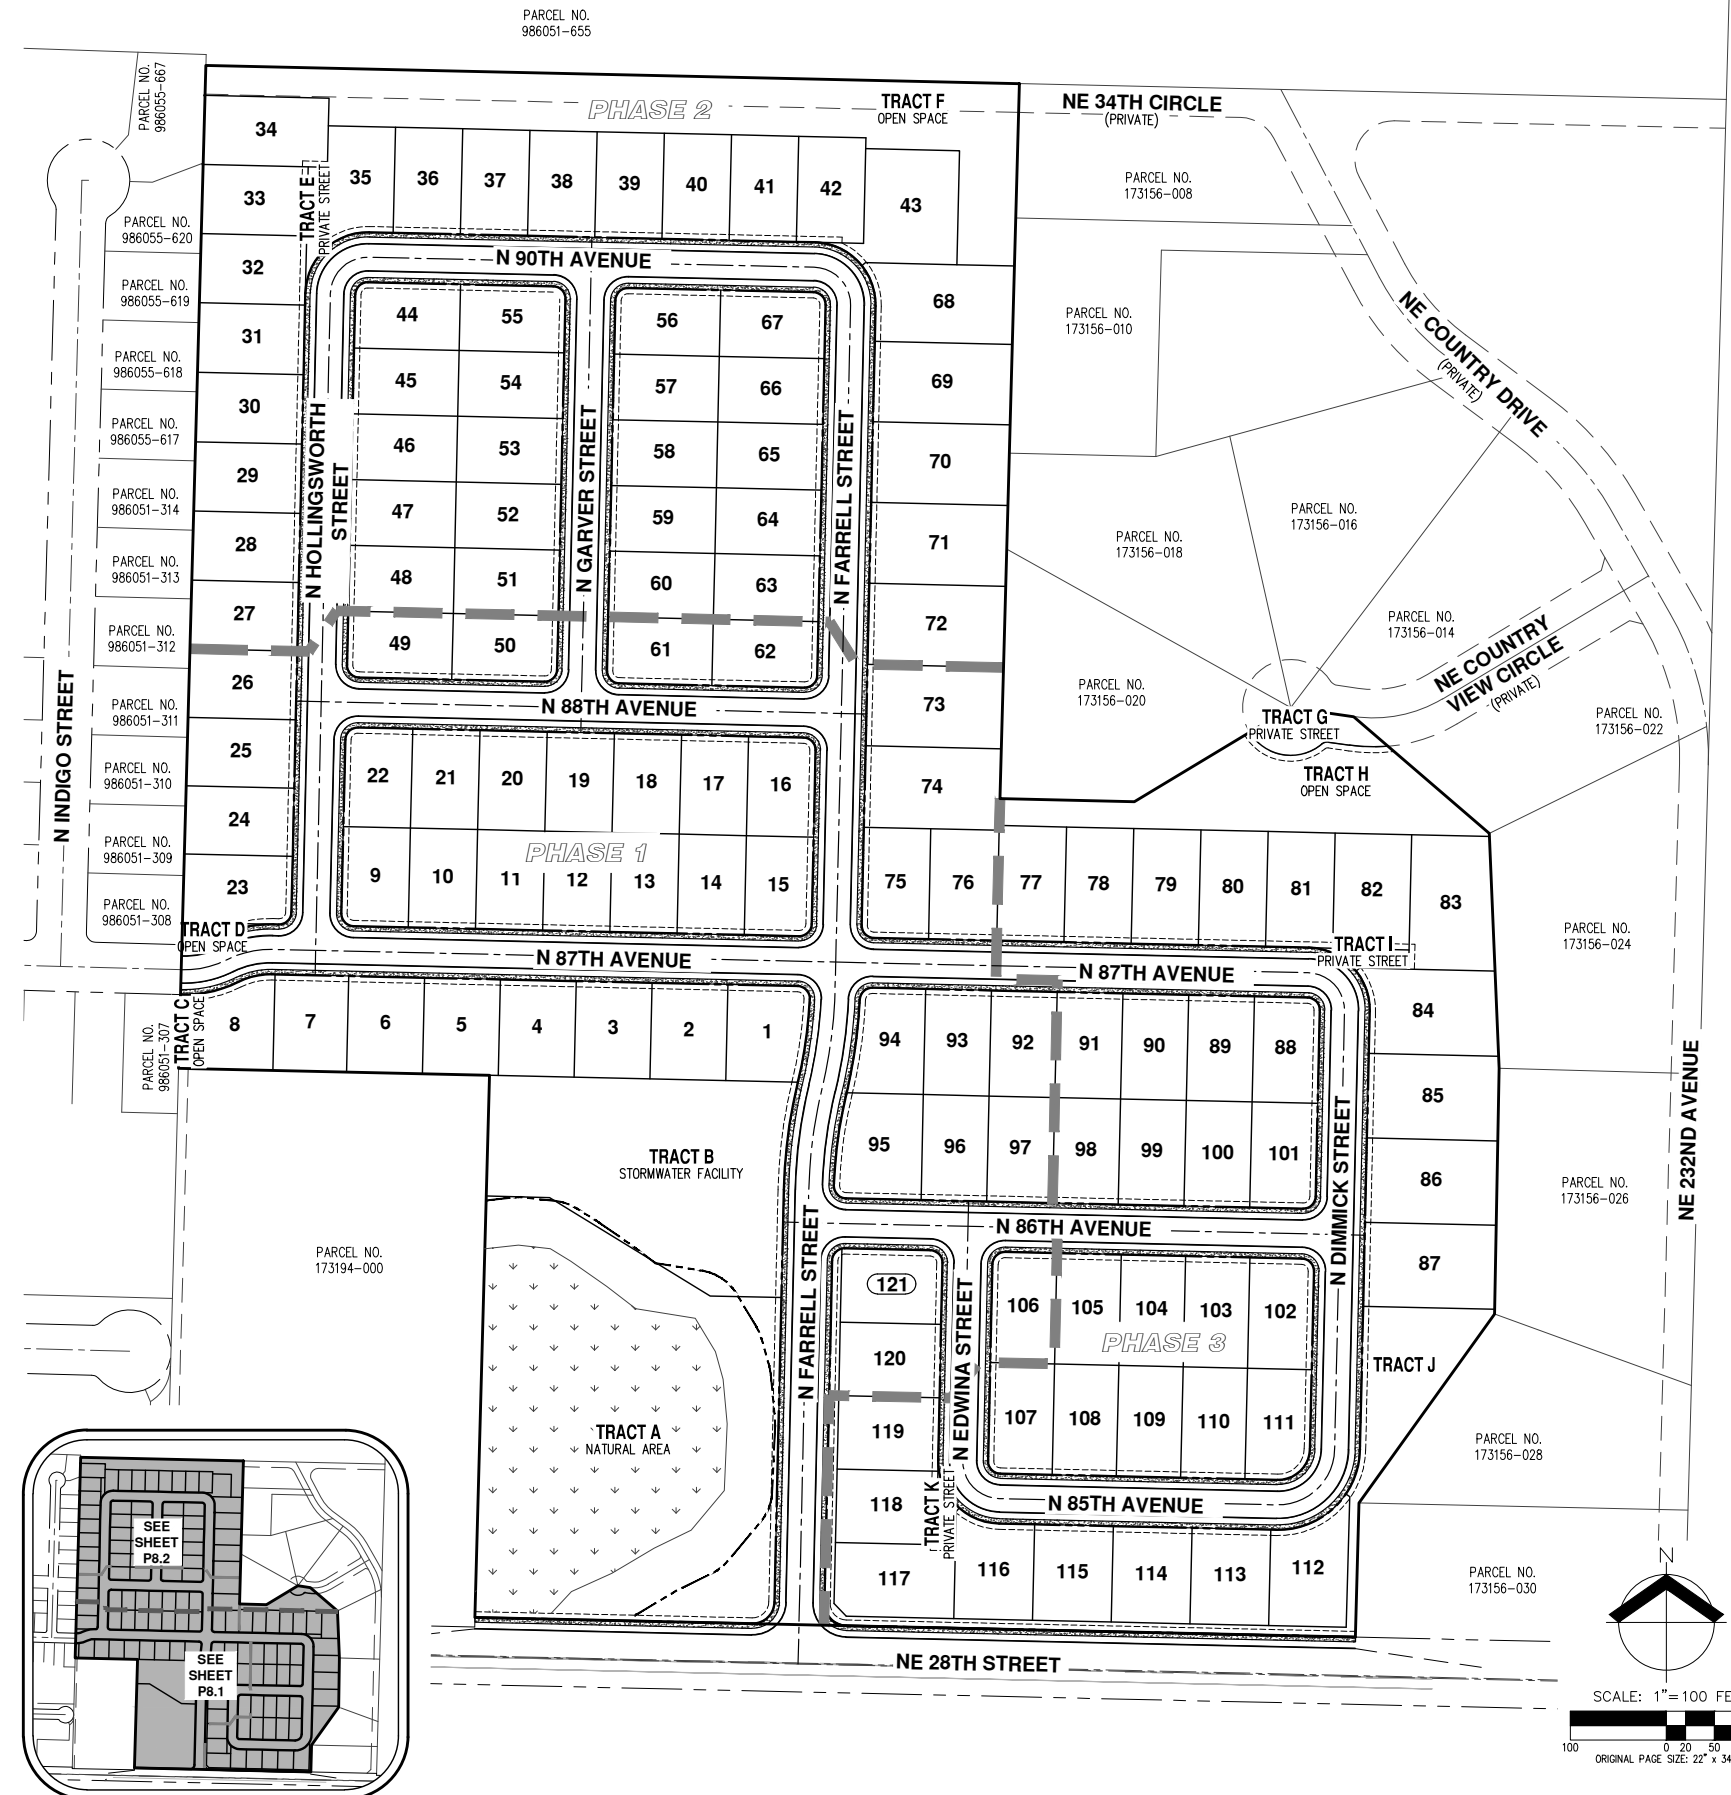 PARCEL NO.
986051-655
PARCEL NO.
986055-667
PHASE 2
TRACT F
OPEN SPACE
NE 34TH CIRCLE
(PRIVATE)
34
33
TRACT E
PRIVATE STREET
35
36
37
38
39
40
41
42
43
PARCEL NO.
173156-008
PARCEL NO.
986055-620
32
N 90TH AVENUE
PARCEL NO.
986055-619
31
44
55
56
67
68
PARCEL NO.
173156-010
NE COUNTRY DRIVE
(PRIVATE)
PARCEL NO.
986055-618
30
45
54
57
66
69
PARCEL NO.
986055-617
29
46
53
58
65
70
N HOLLINGSWORTH
STREET
N GARVER STREET
N FARRELL STREET
PARCEL NO.
986051-314
28
47
52
59
64
71
PARCEL NO.
173156-018
PARCEL NO.
173156-016
PARCEL NO.
986051-313
27
48
51
60
63
72
PARCEL NO.
173156-014
NE COUNTRY
VIEW CIRCLE
(PRIVATE)
PARCEL NO.
986051-312
26
49
50
61
62
73
PARCEL NO.
173156-020
N INDIGO STREET
PARCEL NO.
986051-311
25
N 88TH AVENUE
TRACT G
PRIVATE STREET
PARCEL NO.
173156-022
PARCEL NO.
986051-310
24
22
21
20
19
18
17
16
74
TRACT H
OPEN SPACE
PARCEL NO.
986051-309
23
PHASE 1
9
10
11
12
13
14
15
75
76
77
78
79
80
81
82
83
PARCEL NO.
986051-308
TRACT D
OPEN SPACE
N 87TH AVENUE
N 87TH AVENUE
TRACT I
PRIVATE STREET
PARCEL NO.
173156-024
PARCEL NO.
986051-307
TRACT C
OPEN SPACE
8
7
6
5
4
3
2
1
94
93
92
91
90
89
88
84
85
NE 232ND AVENUE
TRACT B
STORMWATER FACILITY
95
96
97
98
99
100
101
N DIMMICK STREET
86
PARCEL NO.
173156-026
PARCEL NO.
173194-000
N FARRELL STREET
N 86TH AVENUE
87
121
N EDWINA STREET
106
105
104
103
102
PHASE 3
120
TRACT J
TRACT A
NATURAL AREA
119
107
108
109
110
111
PARCEL NO.
173156-028
118
TRACT K
PRIVATE STREET
N 85TH AVENUE
117
116
115
114
113
112
PARCEL NO.
173156-030
NE 28TH STREET
SEE
SHEET
P8.2
SEE
SHEET
P8.1
N
SCALE: 1"=100 FE
100
0
20
50
ORIGINAL PAGE SIZE: 22" x 34